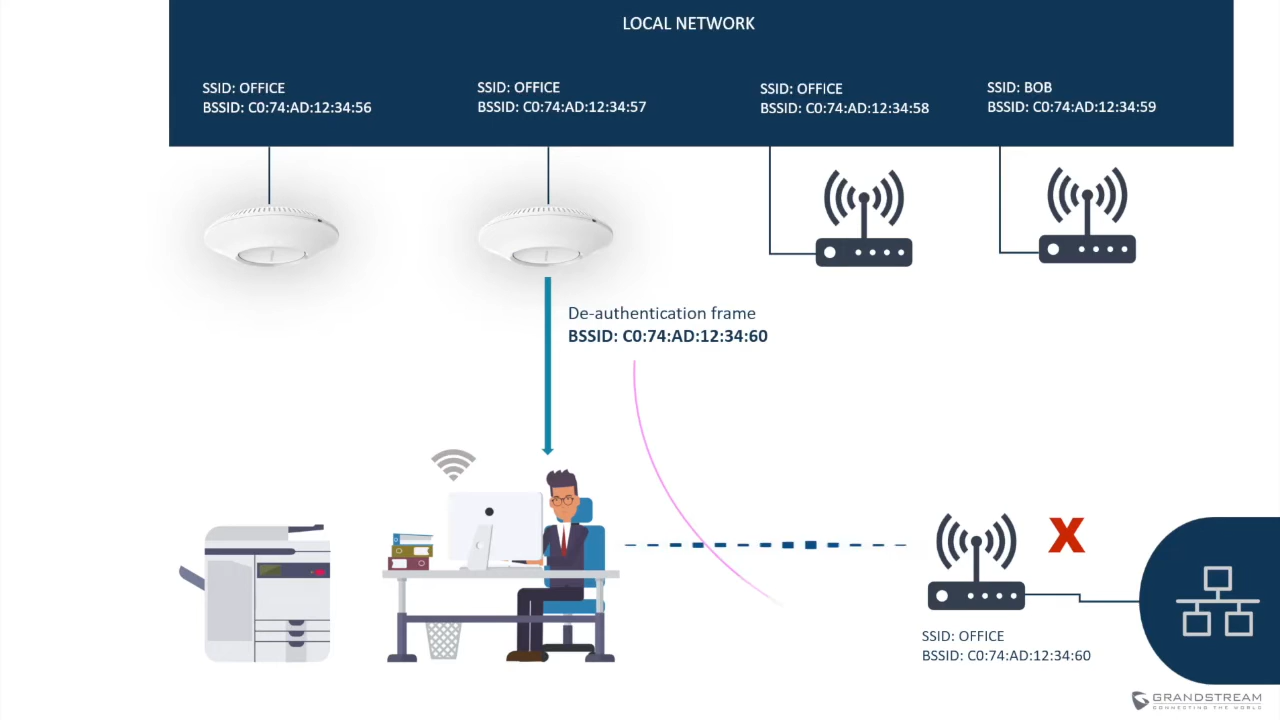 LOCAL NETWORK
SSID: OFFICE
BSSID: C0:74:AD:12:34:56
SSID: OFFICE
BSSID: C0:74:AD:12:34:57
SSID: OFFICE
BSSID: C0:74:AD:12:34:58
SSID: BOB
BSSID: C0:74:AD:12:34:59
De-authentication frame
BSSID: C0:74:AD:12:34:60
X
SSID: OFFICE
BSSID: C0:74:AD:12:34:60
GRANDSTREAM
CONNECTING THE WORLD